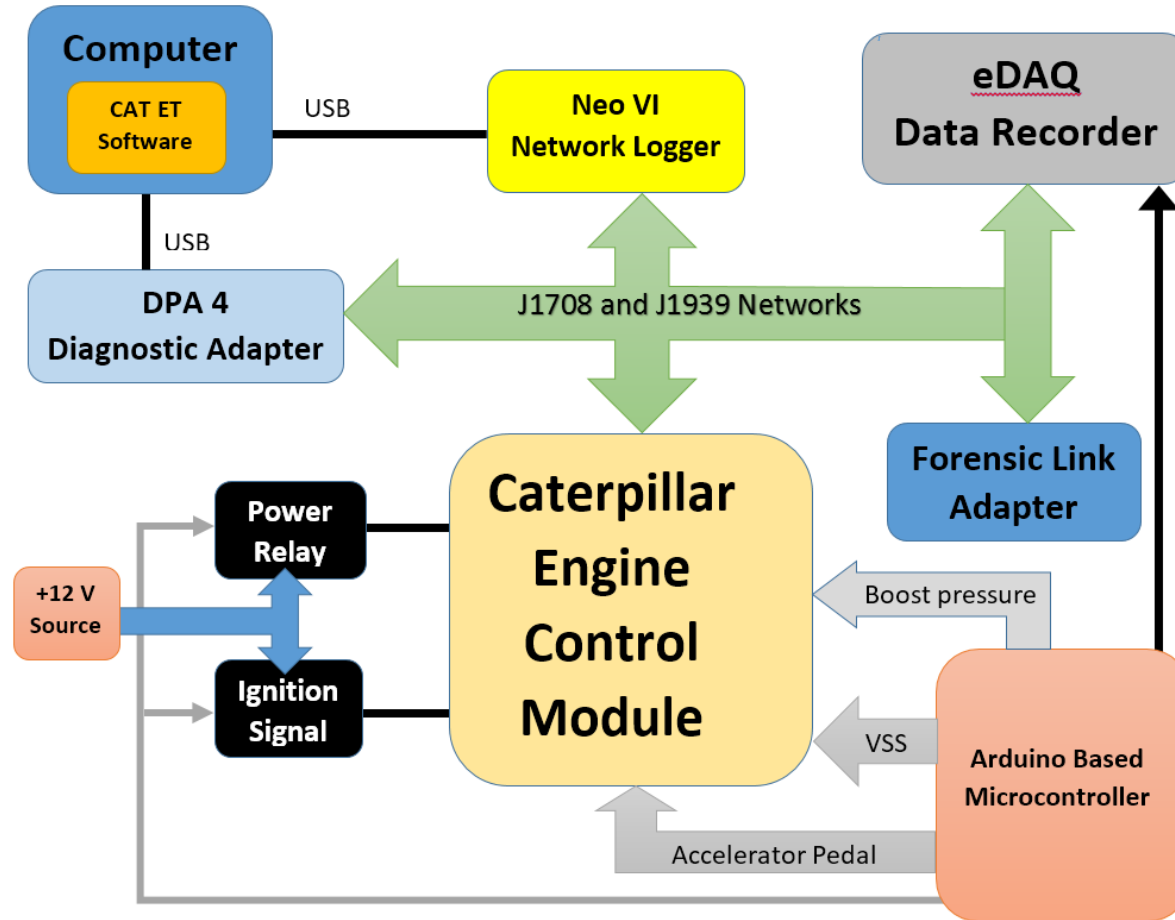 Computer
CAT ET
Software
USB
Neo VI
Network Logger
eDAQ
Data Recorder
USB
DPA 4
Diagnostic Adapter
J1708 and J1939 Networks
Forensic Link
Adapter
Caterpillar
Engine
Control
Module
Power
Relay
+12 V
Source
Ignition
Signal
Boost pressure
VSS
Accelerator Pedal
Arduino Based
Microcontroller